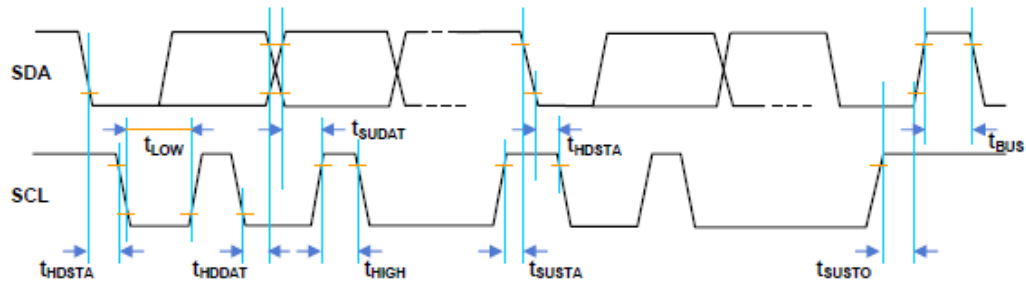 SDA
tLOW
tSUDAT
tHDSTA
tBUS
SCL
tHDSTA
tHDDAT
tHIGH
tSUSTA
tSUSTO